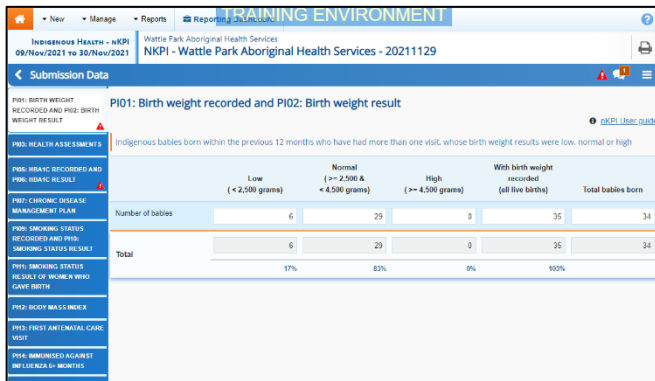 TRAINING ENVIRONMENT
New Manage Reports Reporting Dashboard
INDIGENOUS HEALTH - NKPI
09/Nov/2021 TO 30/Nov/2021
Wattle Park Aboriginal Health Services
NKPI - Wattle Park Aboriginal Health Services - 20211129
Submission Data
1
PI01: BIRTH WEIGHT
RECORDED AND PI02: BIRTH
WEIGHT RESULT
PI03: HEALTH ASSESSMENTS
PI05: HBA1C RECORDED AND
PI06: HBA1C RESULT
PI07: CHRONIC DISEASE
MANAGEMENT PLAN
PI09: SMOKING STATUS
RECORDED AND PI10:
SMOKING STATUS RESULT
PI11: SMOKING STATUS
RESULT OF WOMEN WHO
GAVE BIRTH
PI12: BODY MASS INDEX
PI13: FIRST ANTENATAL CARE
VISIT
PI14: IMMUNISED AGAINST
INFLUENZA 6+ MONTHS
PI01: Birth weight recorded and PI02: Birth weight result
nKPI User guide
Indigenous babies born within the previous 12 months who have had more than one visit, whose birth weight results were low, normal or high
Low
( < 2,500 grams)
Normal
( >= 2,500 &
< 4,500 grams)
High
( >= 4,500 grams)
With birth weight
recorded
(all live births)
Total babies born
Number of babies 6 29 0 35 34
Total 6 29 0 35 34
17% 83% 0% 103%